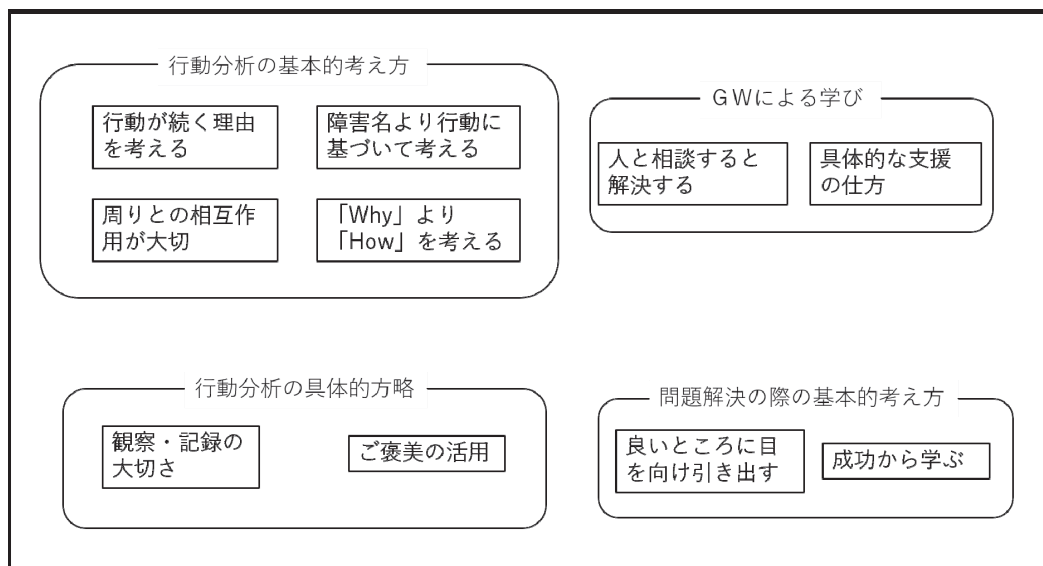 行動分析の基本的考え方
行動が続く理由
を考える
障害名より行動に
基づいて考える
周りとの相互作
用が大切
「Why」より
「How」を考える
GWによる学び
人と相談すると
解決する
具体的な支援
の仕方
行動分析の具体的方略
観察・記録の
大切さ
ご褒美の活用
問題解決の際の基本的考え方
良いところに目
を向け引き出す
成功から学ぶ